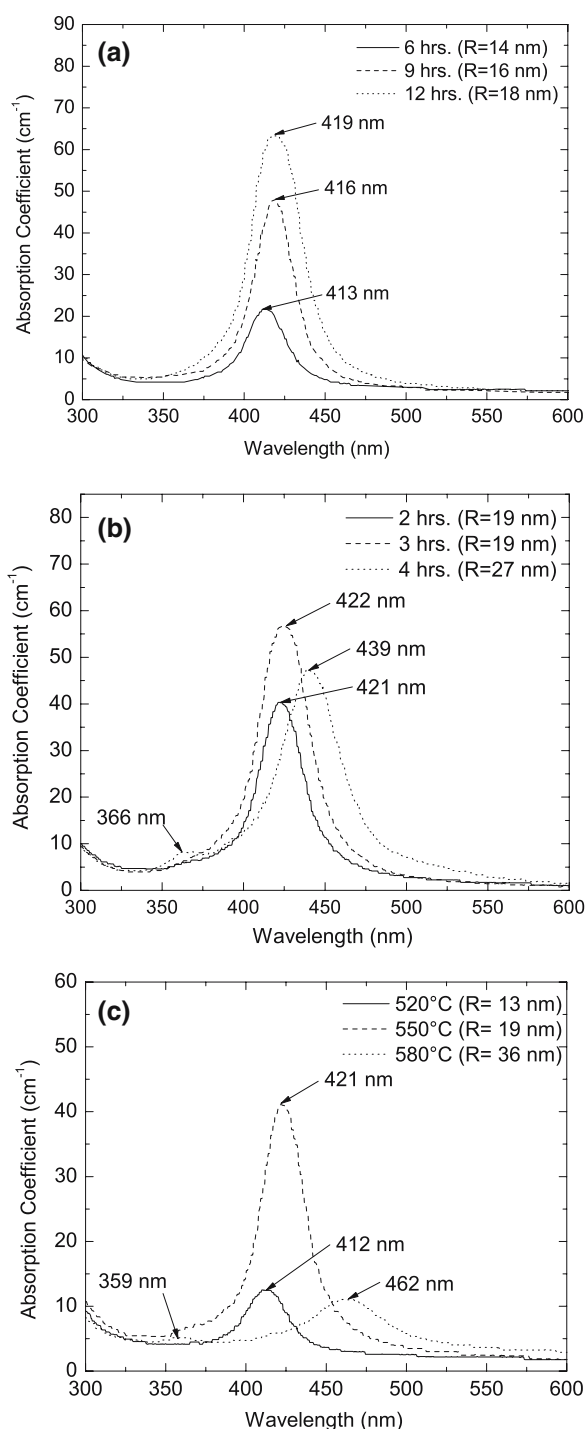 (a)
6 hrs. (R=14 nm)
9 hrs. (R=16 nm)
12 hrs. (R=18 nm)
419 nm
416 nm
413 nm
Absorption Coefficient (cm⁻¹)
90
80
70
60
50
40
30
20
10
0
300 350 400 450 500 550 600
Wavelength (nm)
(b)
2 hrs. (R=19 nm)
3 hrs. (R=19 nm)
4 hrs. (R=27 nm)
422 nm
439 nm
421 nm
366 nm
Absorption Coefficient (cm⁻¹)
80
70
60
50
40
30
20
10
0
300 350 400 450 500 550 600
Wavelength (nm)
(c)
520°C (R= 13 nm)
550°C (R= 19 nm)
580°C (R= 36 nm)
421 nm
412 nm
359 nm
462 nm
Absorption Coefficient (cm⁻¹)
60
50
40
30
20
10
0
300 350 400 450 500 550 600
Wavelength (nm)